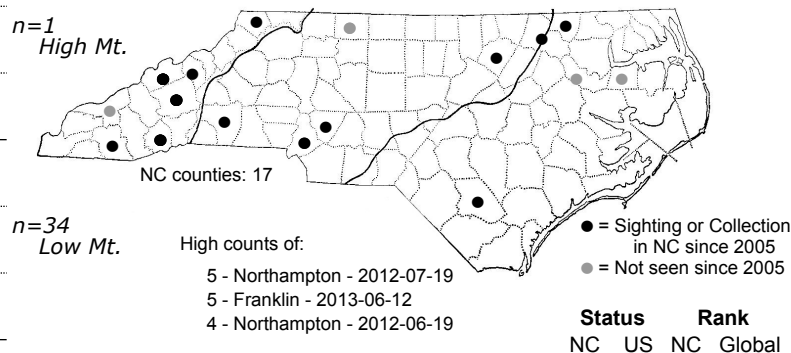 n=1
High Mt.
NC counties: 17
n=34
Low Mt.
High counts of:
5 - Northampton - 2012-07-19
5 - Franklin - 2013-06-12
4 - Northampton - 2012-06-19
● = Sighting or Collection
in NC since 2005
● = Not seen since 2005
Status Rank
NC US NC Global